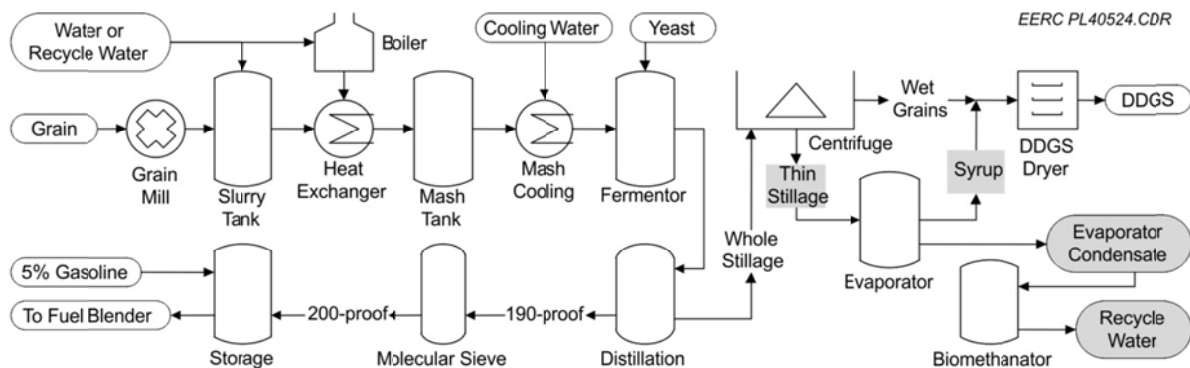 EERC PL40524.CDR
Water or
Recycle Water
Boiler
Cooling Water
Yeast
Grain
Grain
Mill
Slurry
Tank
Heat
Exchanger
Mash
Tank
Mash
Cooling
Fermentor
Centrifuge
Wet
Grains
DDGS
Dryer
DDGS
Thin
Stillage
Syrup
Whole
Stillage
Evaporator
Evaporator
Condensate
Biomethanator
Recycle
Water
5% Gasoline
To Fuel Blender
Storage
200-proof
Molecular Sieve
190-proof
Distillation